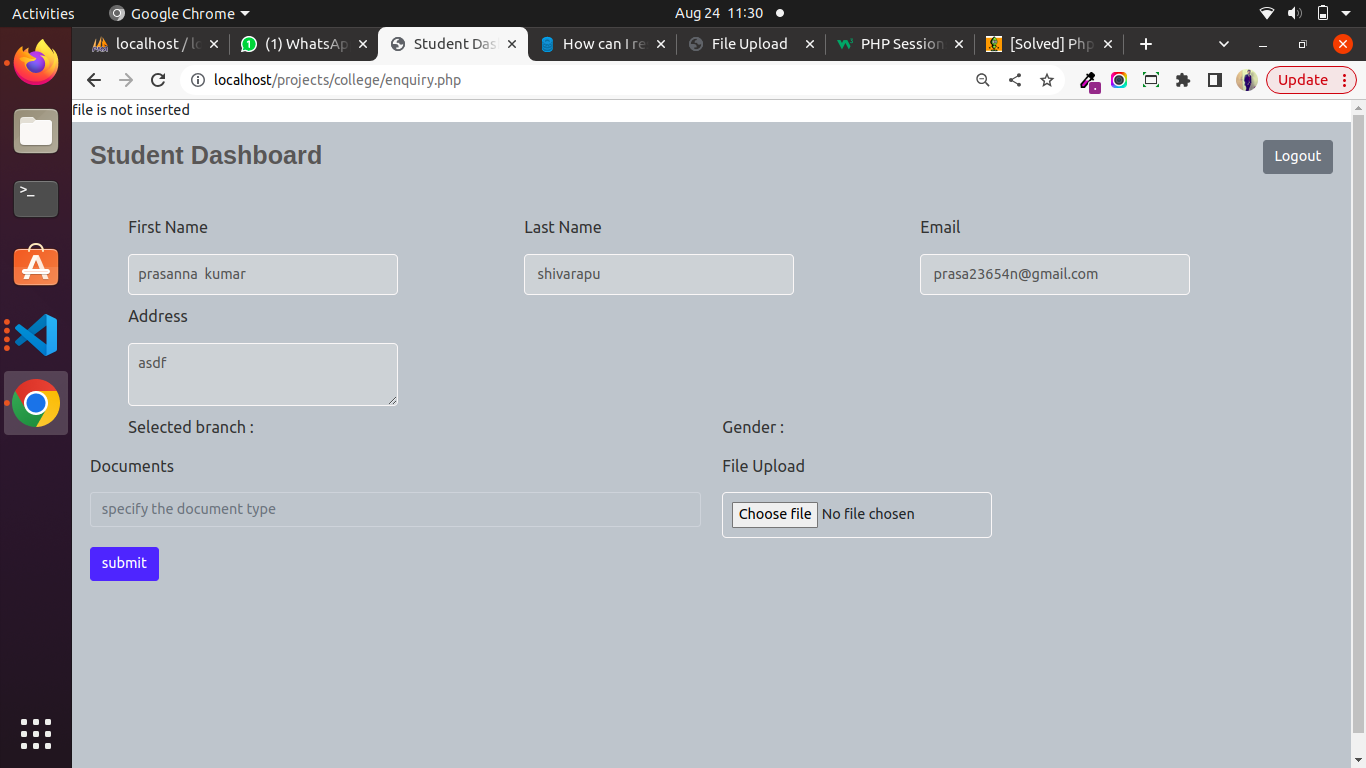 Activities Google Chrome Aug 24 11:30
localhost / lo (1) WhatsAp Student Das How can I re File Upload PHP Session [Solved] Php
localhost/projects/college/enquiry.php Update
file is not inserted
Student Dashboard Logout
First Name Last Name Email
prasanna kumar shivarapu prasa23654n@gmail.com
Address
asdf
Selected branch : Gender :
Documents File Upload
specify the document type Choose file No file chosen
submit